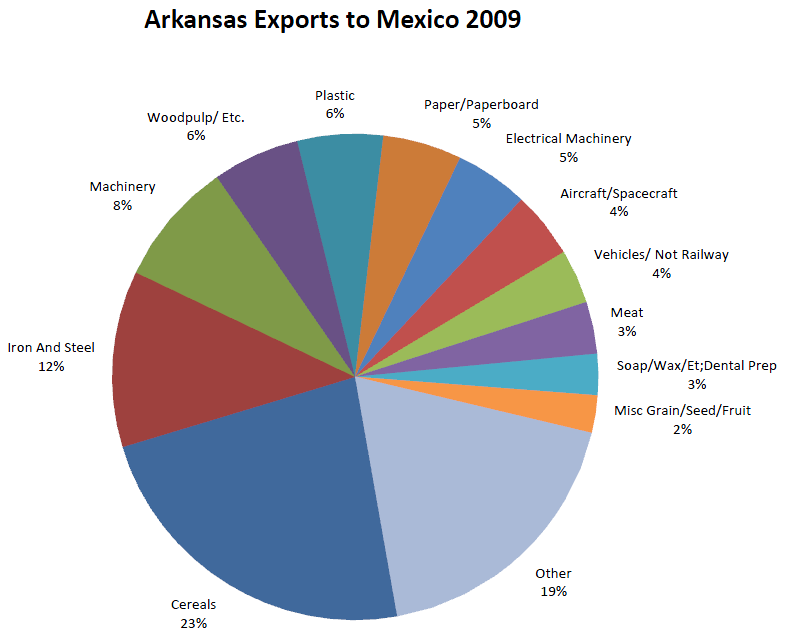 Arkansas Exports to Mexico 2009
Plastic
6%
Paper/Paperboard
5%
Woodpulp/ Etc.
6%
Electrical Machinery
5%
Machinery
8%
Aircraft/Spacecraft
4%
Vehicles/ Not Railway
4%
Meat
3%
Iron And Steel
12%
Soap/Wax/Et;Dental Prep
3%
Misc Grain/Seed/Fruit
2%
Other
19%
Cereals
23%